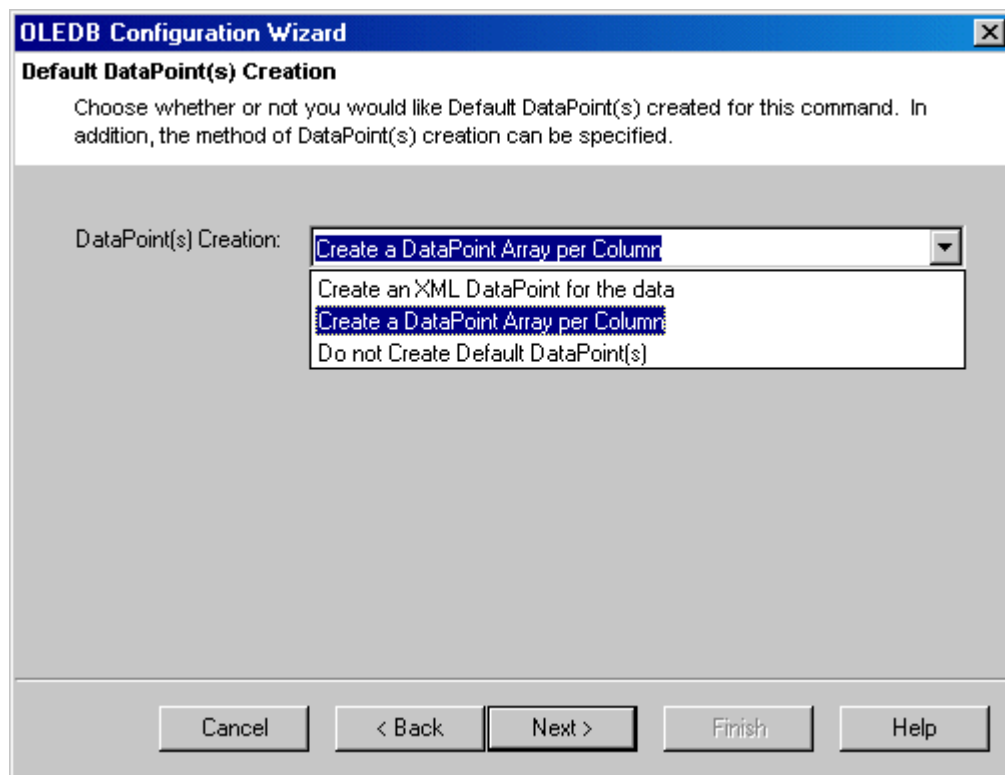 OLEDB Configuration Wizard
Default DataPoint(s) Creation
Choose whether or not you would like Default DataPoint(s) created for this command. In
addition, the method of DataPoint(s) creation can be specified.
DataPoint(s) Creation:
Create a DataPoint Array per Column
Create an XML DataPoint for the data
Create a DataPoint Array per Column
Do not Create Default DataPoint(s)
Cancel
< Back
Next >
Finish
Help